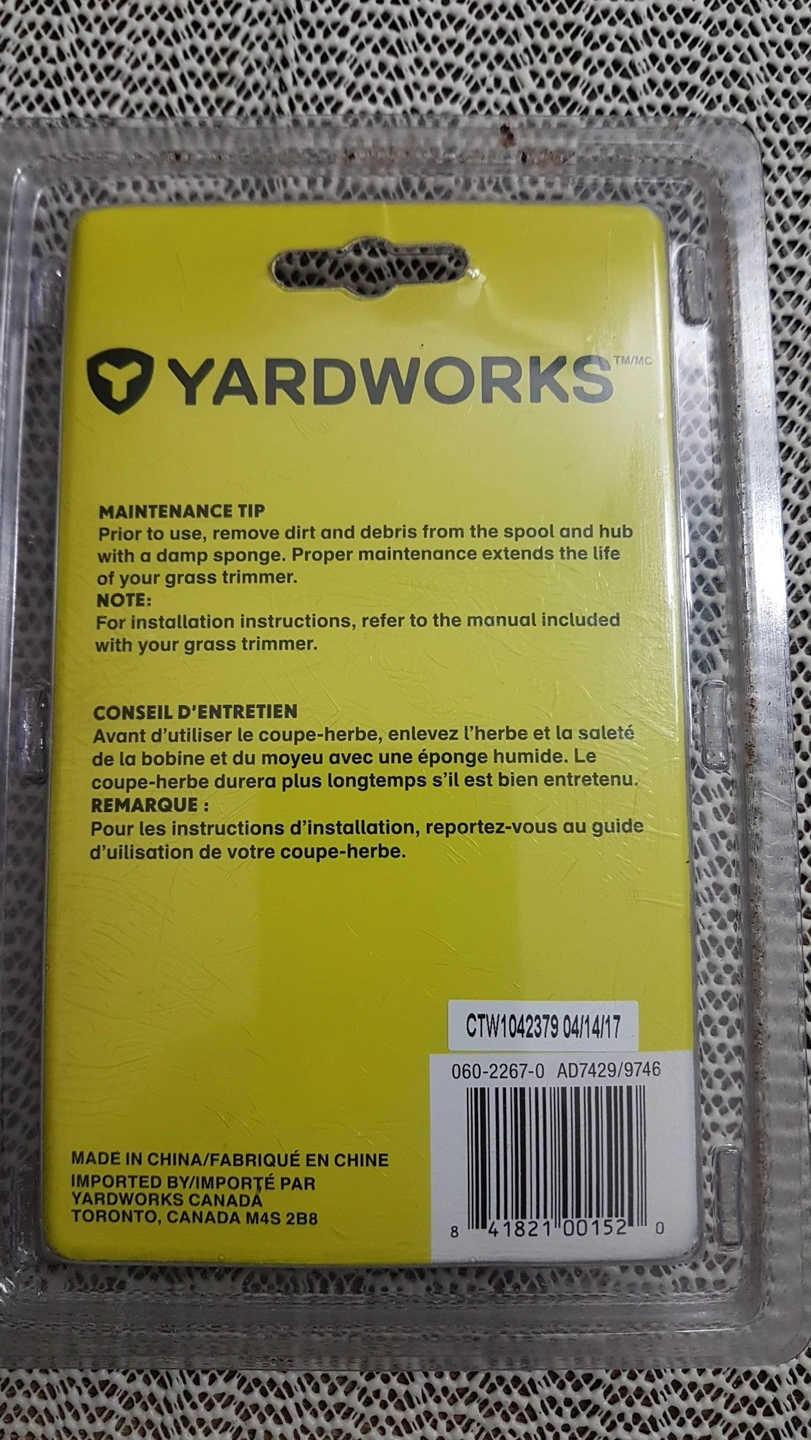 YARDWORKS TM/MC
MAINTENANCE TIP
Prior to use, remove dirt and debris from the spool and hub
with a damp sponge. Proper maintenance extends the life
of your grass trimmer.
NOTE:
For installation instructions, refer to the manual included
with your grass trimmer.
CONSEIL D'ENTRETIEN
Avant d'utiliser le coupe-herbe, enlevez l'herbe et la saleté
de la bobine et du moyeu avec une éponge humide. Le
coupe-herbe durera plus longtemps s'il est bien entretenu.
REMARQUE :
Pour les instructions d'installation, reportez-vous au guide
d'uilisation de votre coupe-herbe.
CTW1042379 04/14/17
060-2267-0 AD7429/9746
8 41821 00152 0
MADE IN CHINA/FABRIQUÉ EN CHINE
IMPORTED BY/IMPORTÉ PAR
YARDWORKS CANADA
TORONTO, CANADA M4S 2B8